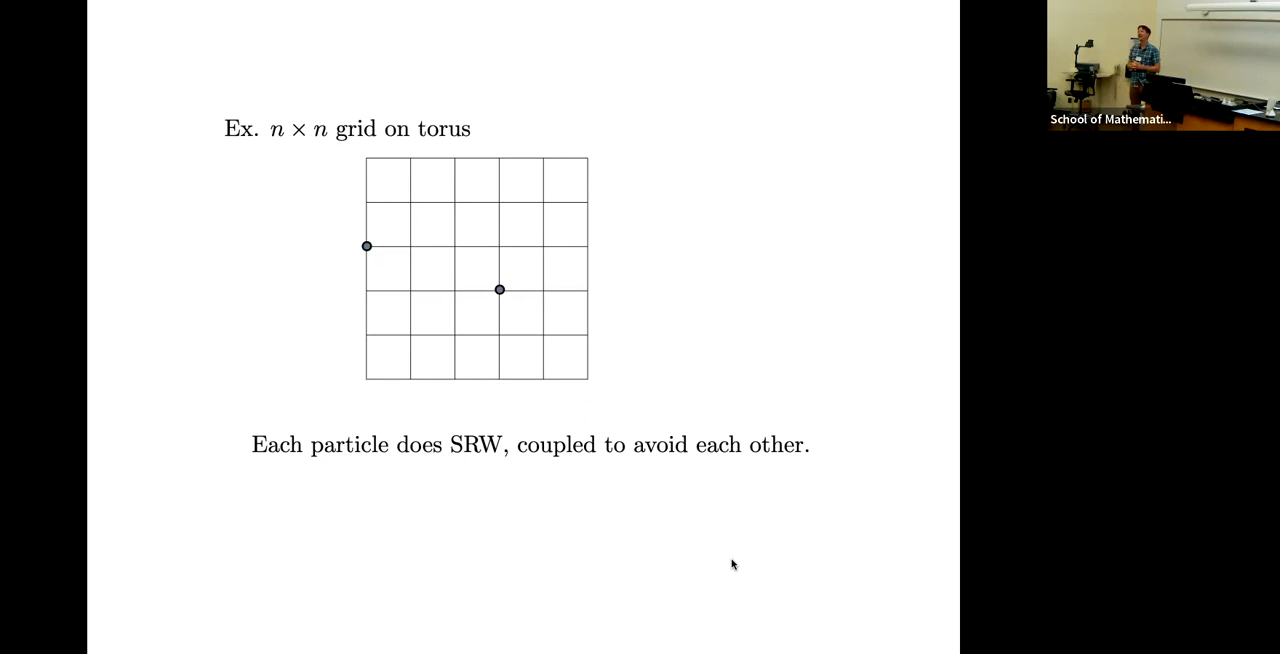 Ex. n × n grid on torus
Each particle does SRW, coupled to avoid each other.
School of Mathemati...